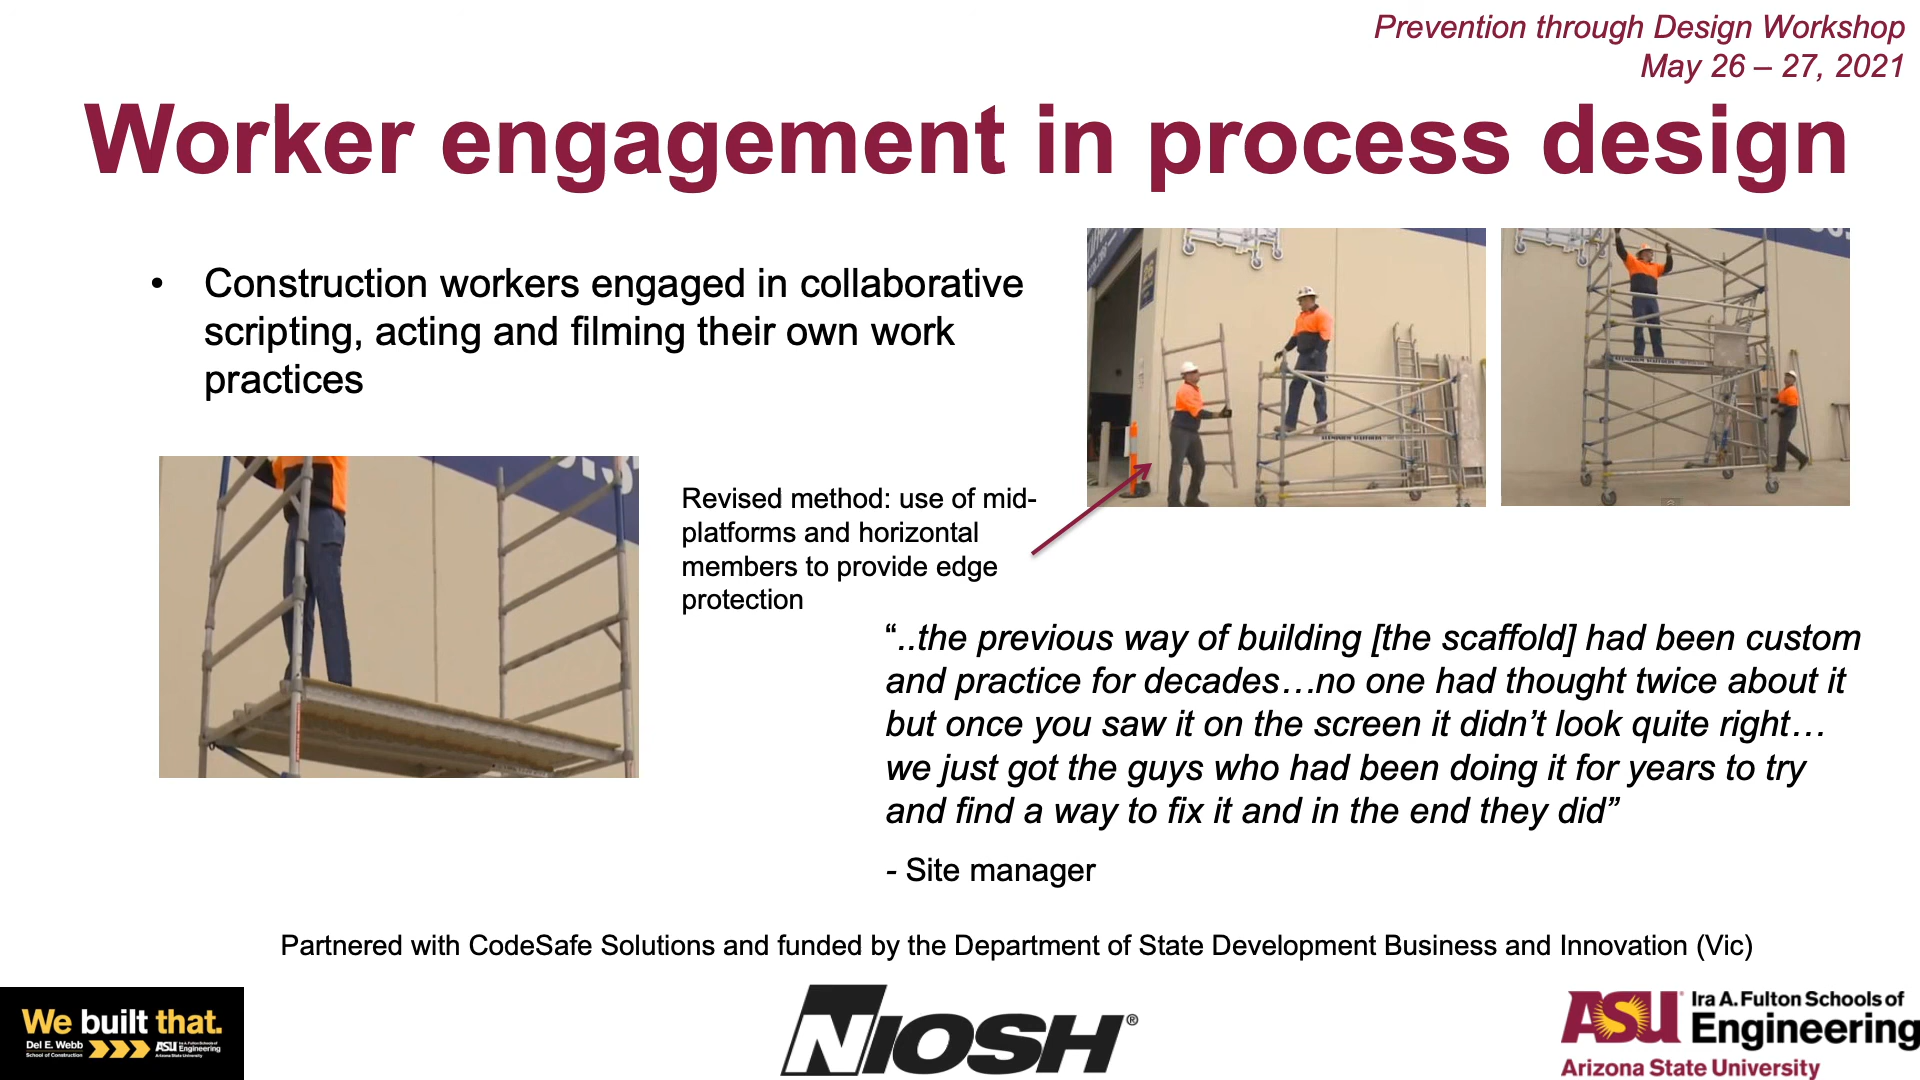 Prevention through Design Workshop
May 26 – 27, 2021
Worker engagement in process design
• Construction workers engaged in collaborative
scripting, acting and filming their own work
practices
Revised method: use of mid-
platforms and horizontal
members to provide edge
protection
“..the previous way of building [the scaffold] had been custom
and practice for decades…no one had thought twice about it
but once you saw it on the screen it didn’t look quite right…
we just got the guys who had been doing it for years to try
and find a way to fix it and in the end they did”
- Site manager
Partnered with CodeSafe Solutions and funded by the Department of State Development Business and Innovation (Vic)
We built that.
Del E. Webb
School of Construction
ASU Ira A. Fulton Schools of
Engineering
Arizona State University
NIOSH®
ASU Ira A. Fulton Schools of
Engineering
Arizona State University